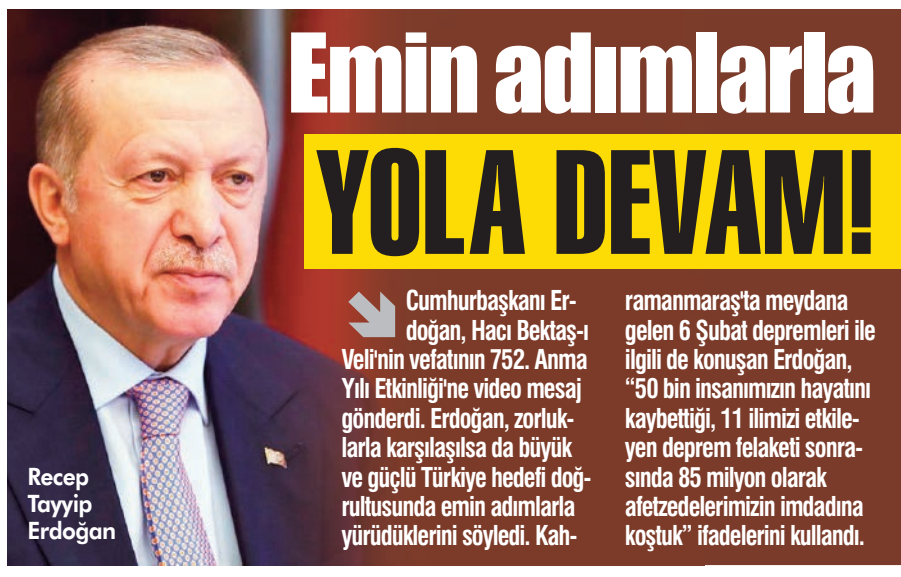 Emin adımlarla
YOLA DEVAM!
Cumhurbaşkanı Er-
doğan, Hacı Bektaş-ı
Veli'nin vefatının 752. Anma
Yılı Etkinliği'ne video mesaj
gönderdi. Erdoğan, zorluk-
larla karşılaşılsa da büyük
ve güçlü Türkiye hedefi doğ-
rultusunda emin adımlarla
yürüdüklerini söyledi. Kah-
ramanmaraş'ta meydana
gelen 6 Şubat depremleri ile
ilgili de konuşan Erdoğan,
“50 bin insanımızın hayatını
kaybettiği, 11 ilimizi etkile-
yen deprem felaketi sonra-
sında 85 milyon olarak
afetzedelerimizin imdadına
koştuk” ifadelerini kullandı.
Recep
Tayyip
Erdoğan